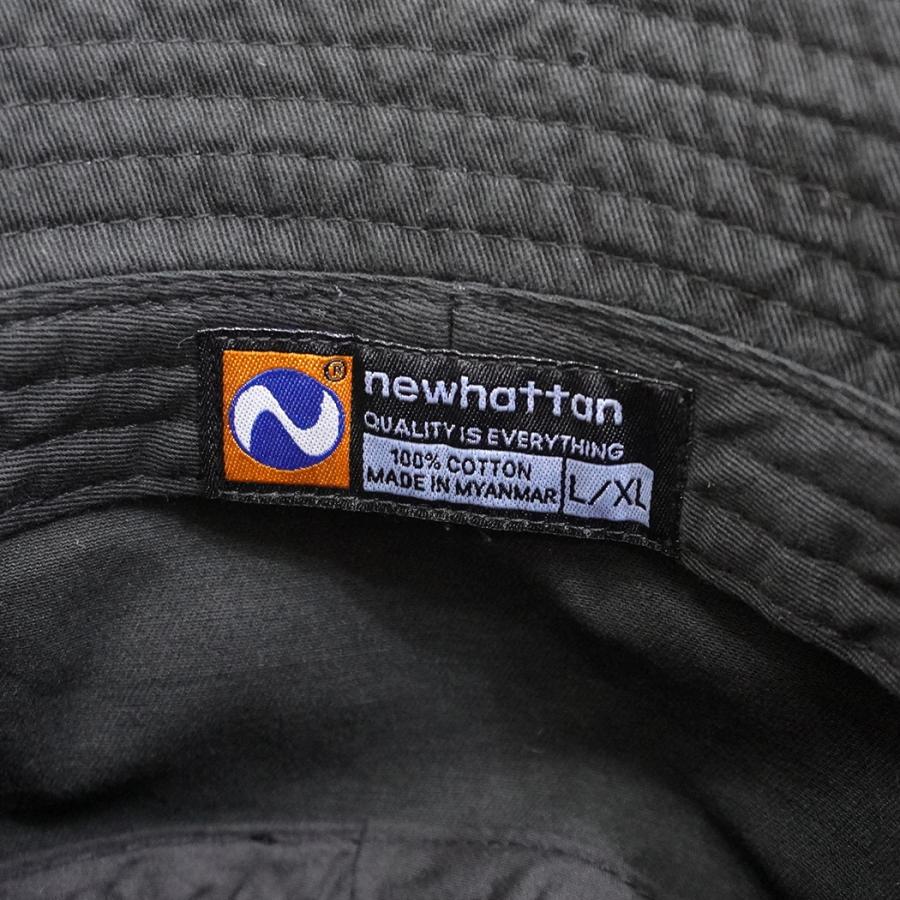 ®
newhattan
QUALITY IS EVERYTHING
100% COTTON
MADE IN MYANMAR
L/XL